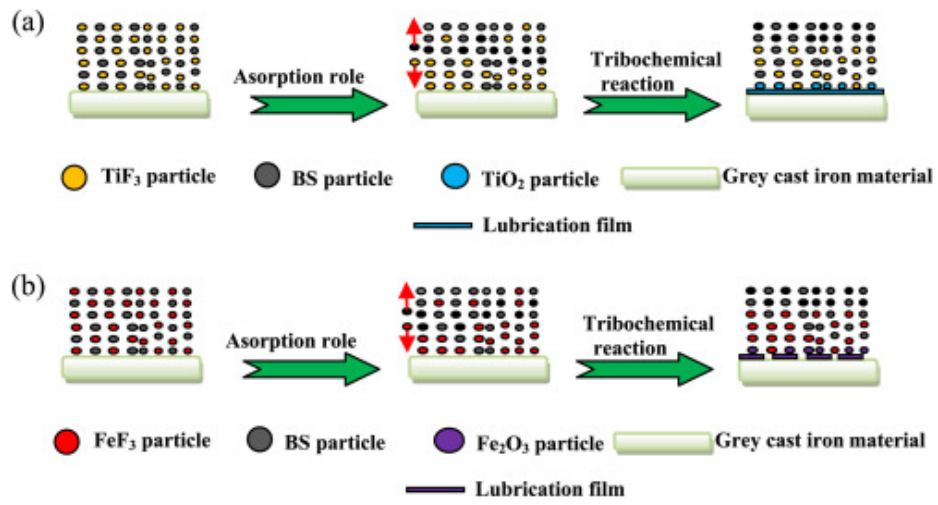 (a)
Asorption role
Tribochemical
reaction
TiF₃ particle
BS particle
TiO₂ particle
Grey cast iron material
Lubrication film
(b)
Asorption role
Tribochemical
reaction
FeF₃ particle
BS particle
Fe₂O₃ particle
Grey cast iron material
Lubrication film